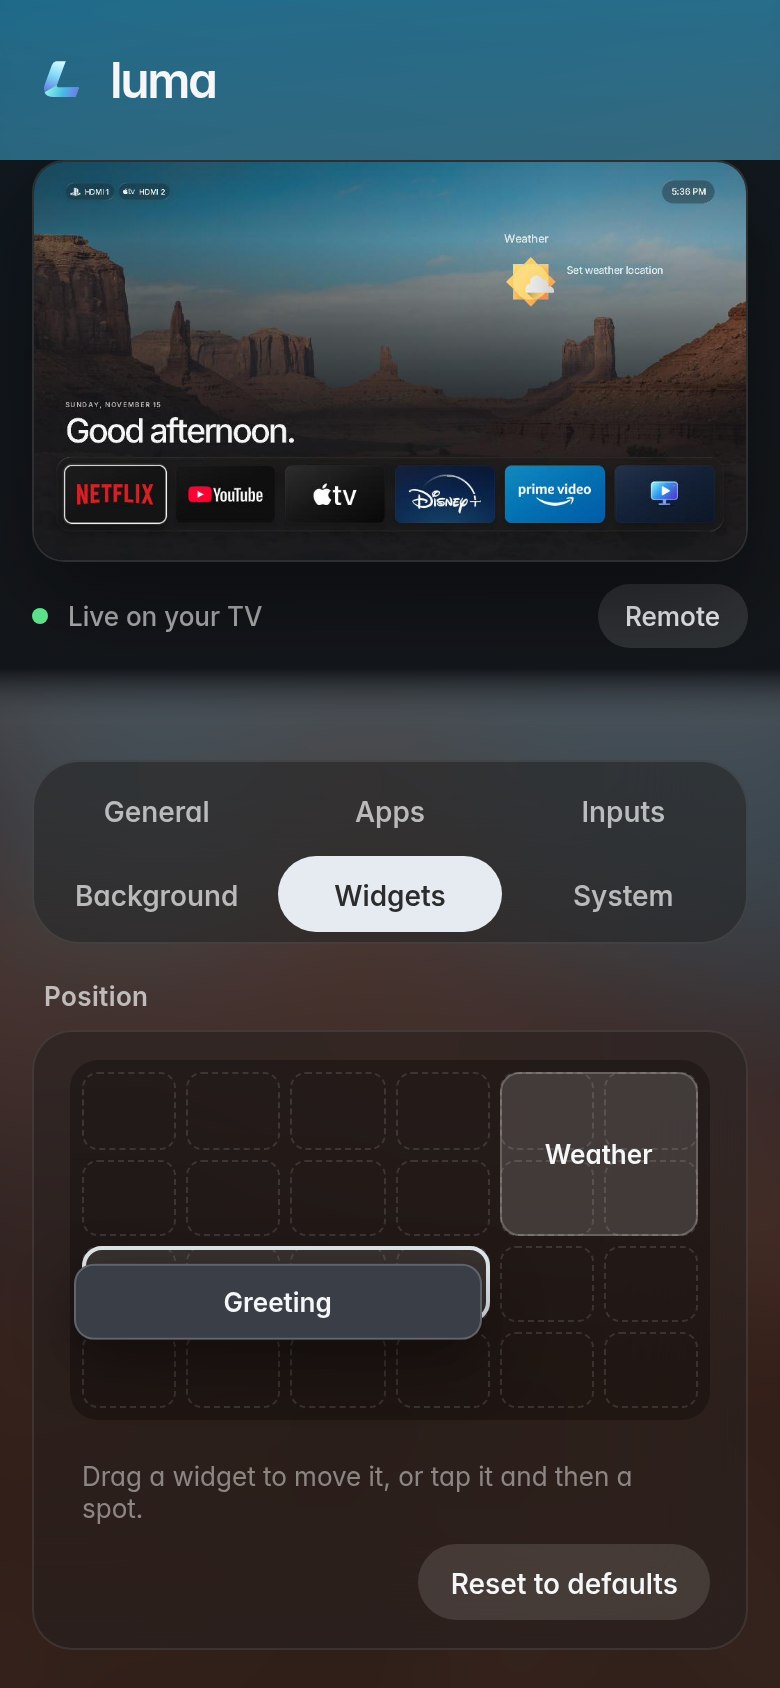 luma
HDMI 1
tv HDMI 2
5:36 PM
Weather
Set weather location
SUNDAY, NOVEMBER 15
Good afternoon.
NETFLIX
YouTube
tv
Disney+
prime video
Live on your TV
Remote
General
Apps
Inputs
Background
Widgets
System
Position
Weather
Greeting
Drag a widget to move it, or tap it and then a
spot.
Reset to defaults